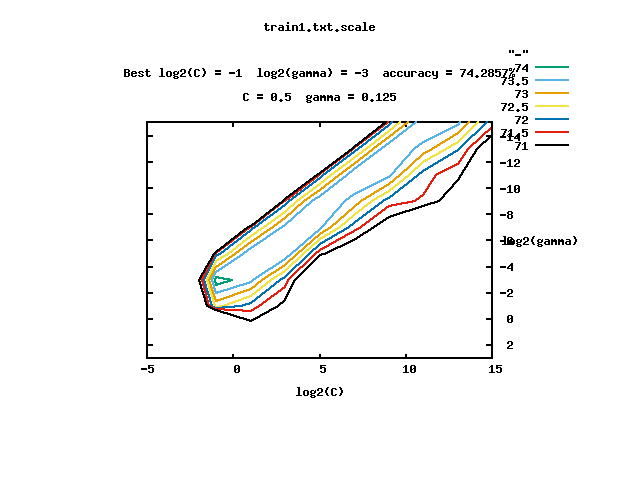 train1.txt.scale
"-"
Best log2(C) = -1  log2(gamma) = -3  accuracy = 74.2857%
74
73.5
C = 0.5  gamma = 0.125
73
72.5
72
71.5
-14
71
-12
-10
-8
-6
log2(gamma)
-4
-2
0
2
-5 0 5 10 15
log2(C)